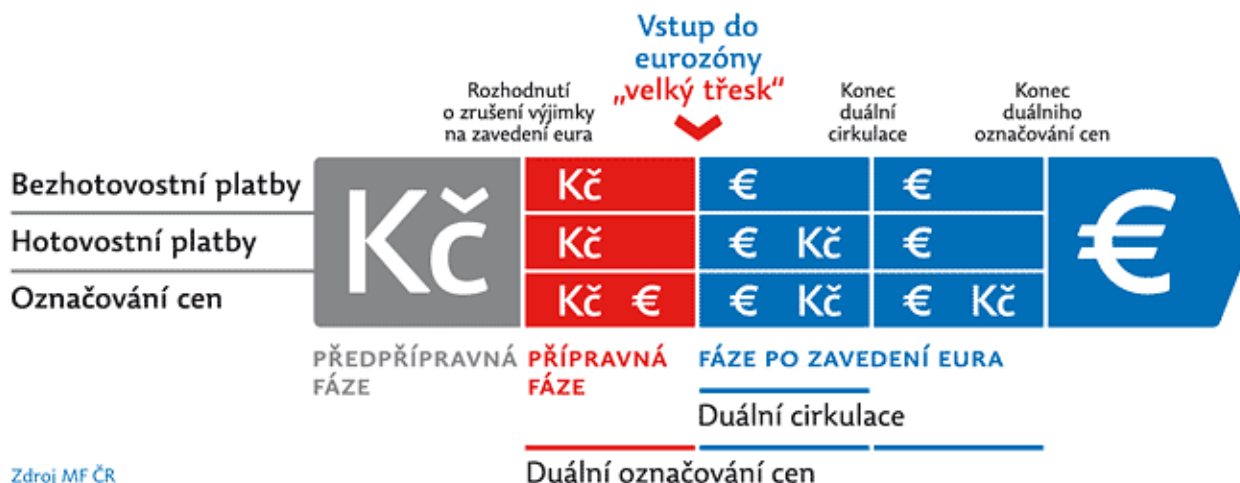 Vstup do
eurozóny
„velký třesk“
Rozhodnutí
o zrušení výjimky
na zavedení eura
Konec
duální
cirkulace
Konec
duálního
označování cen
Bezhotovostní platby
Hotovostní platby
Označování cen
Kč
Kč
€
€
Kč
€ Kč
€
Kč €
€ Kč
€ Kč
€
PŘEDPŘÍPRAVNÁ
FÁZE
PŘÍPRAVNÁ
FÁZE
FÁZE PO ZAVEDENÍ EURA
Duální cirkulace
Duální označování cen
Zdroj MF ČR